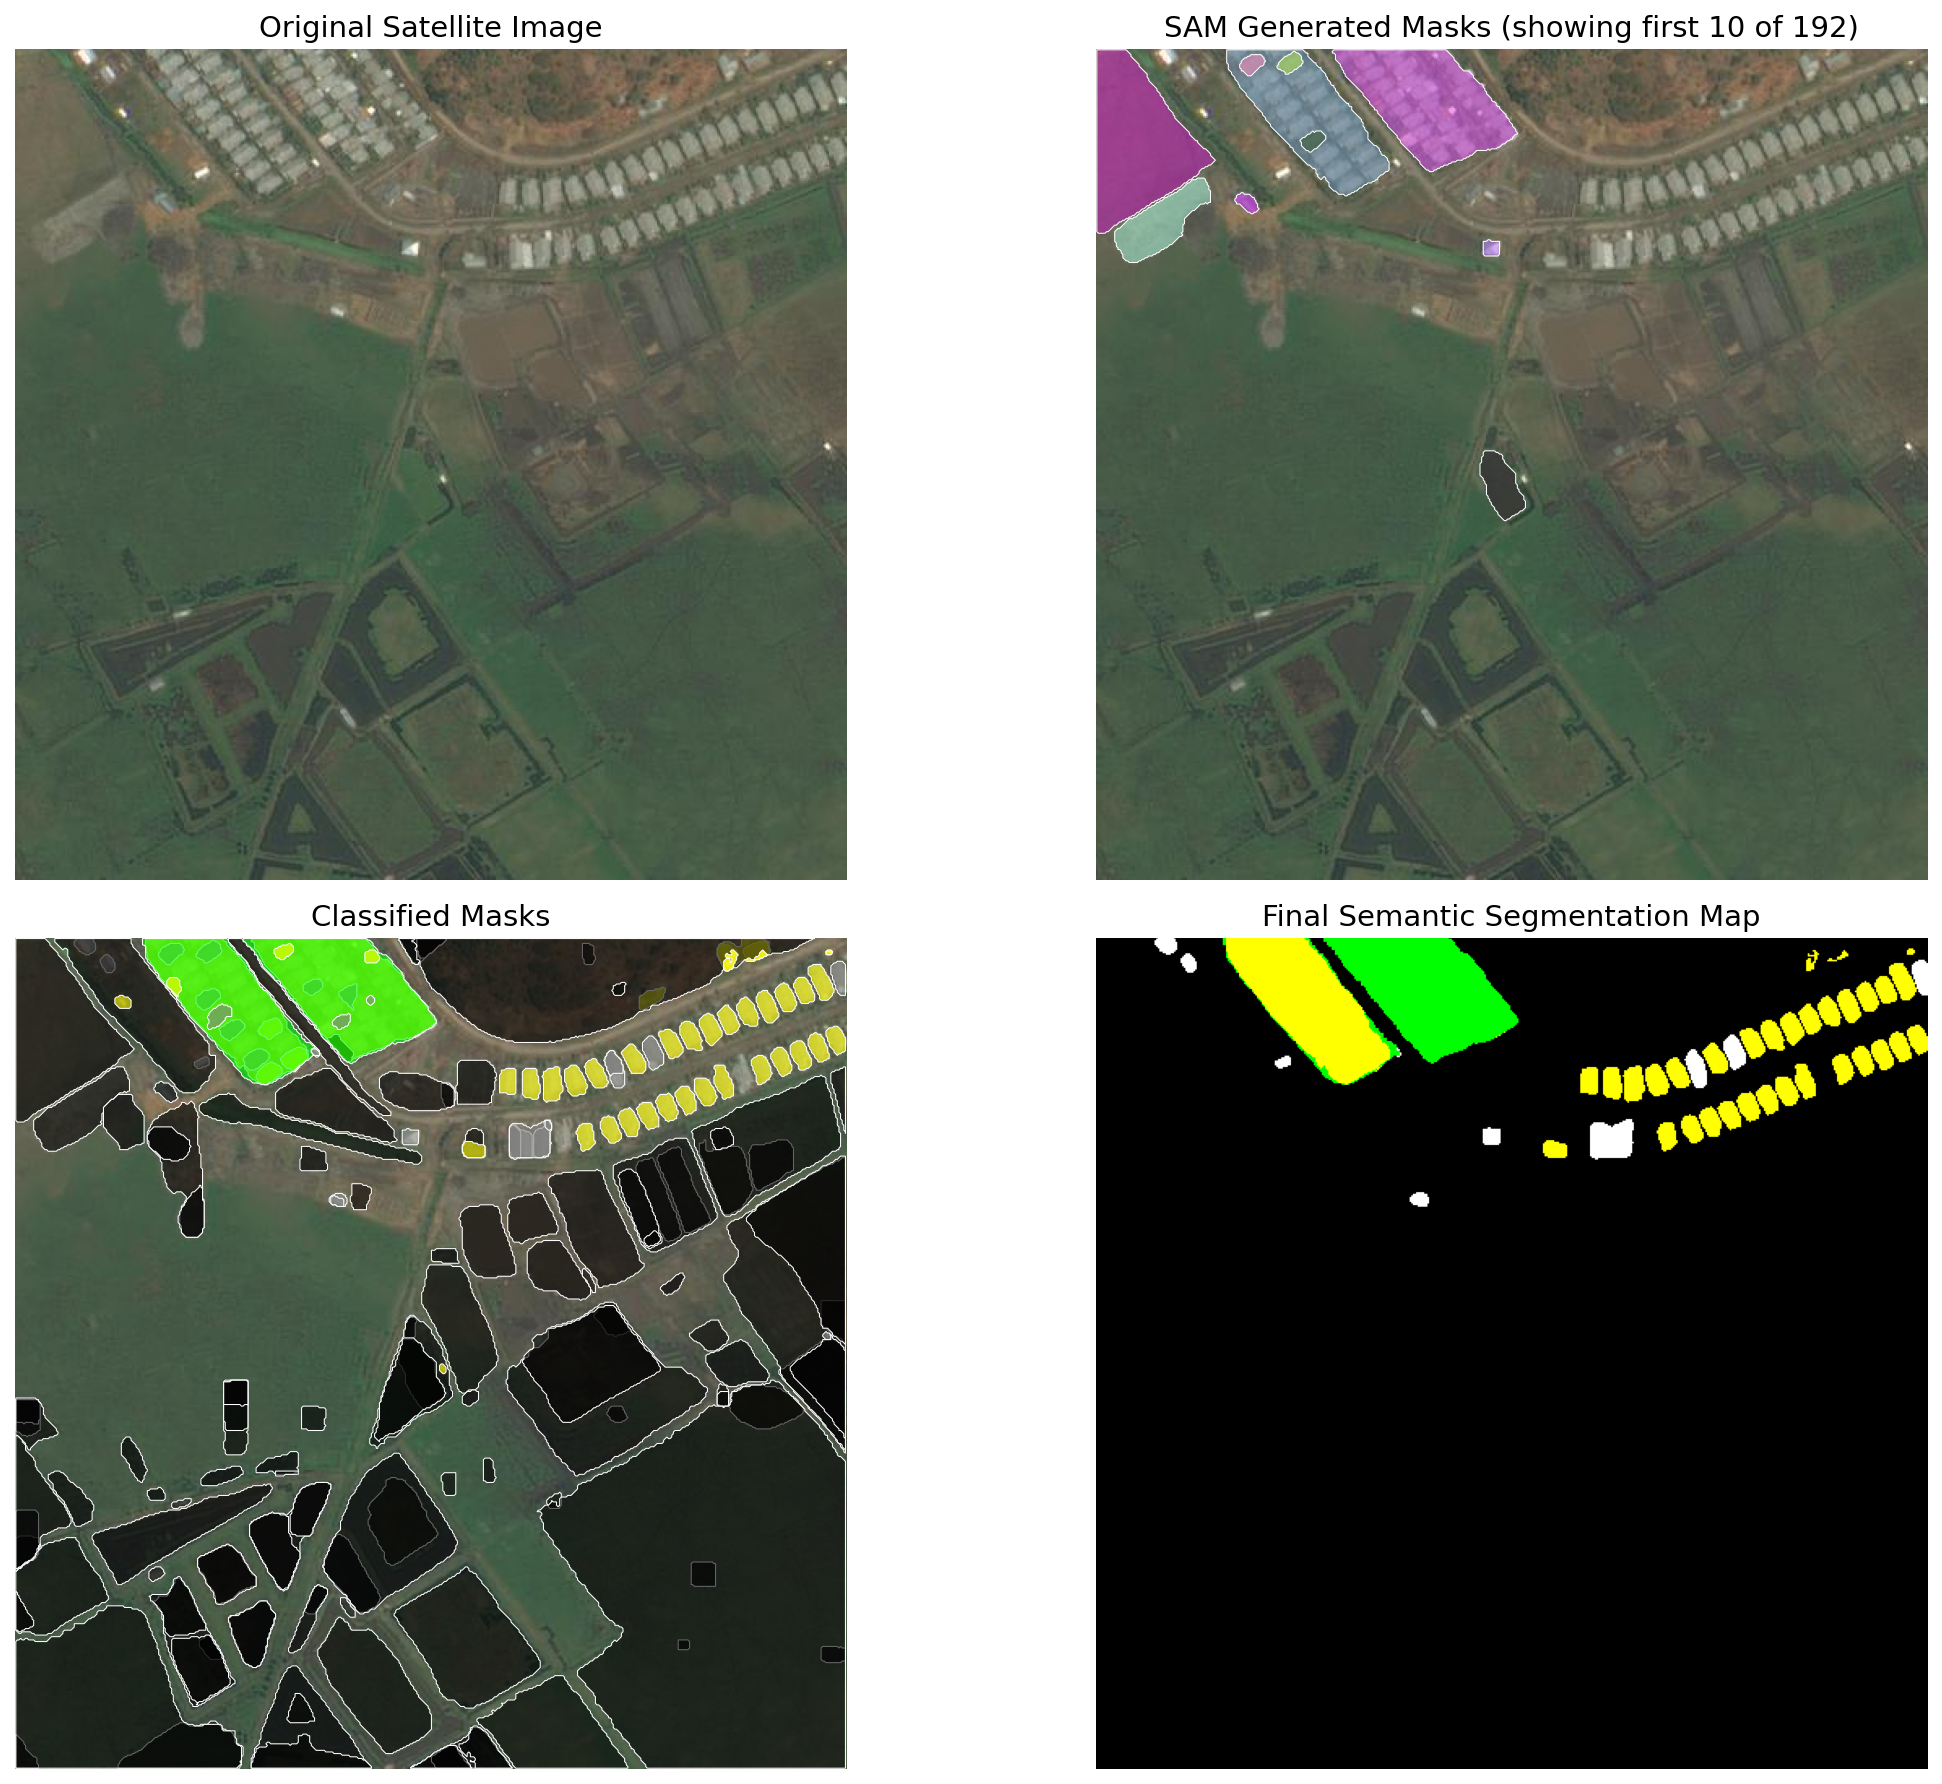 Original Satellite Image
SAM Generated Masks (showing first 10 of 192)
Classified Masks
Final Semantic Segmentation Map